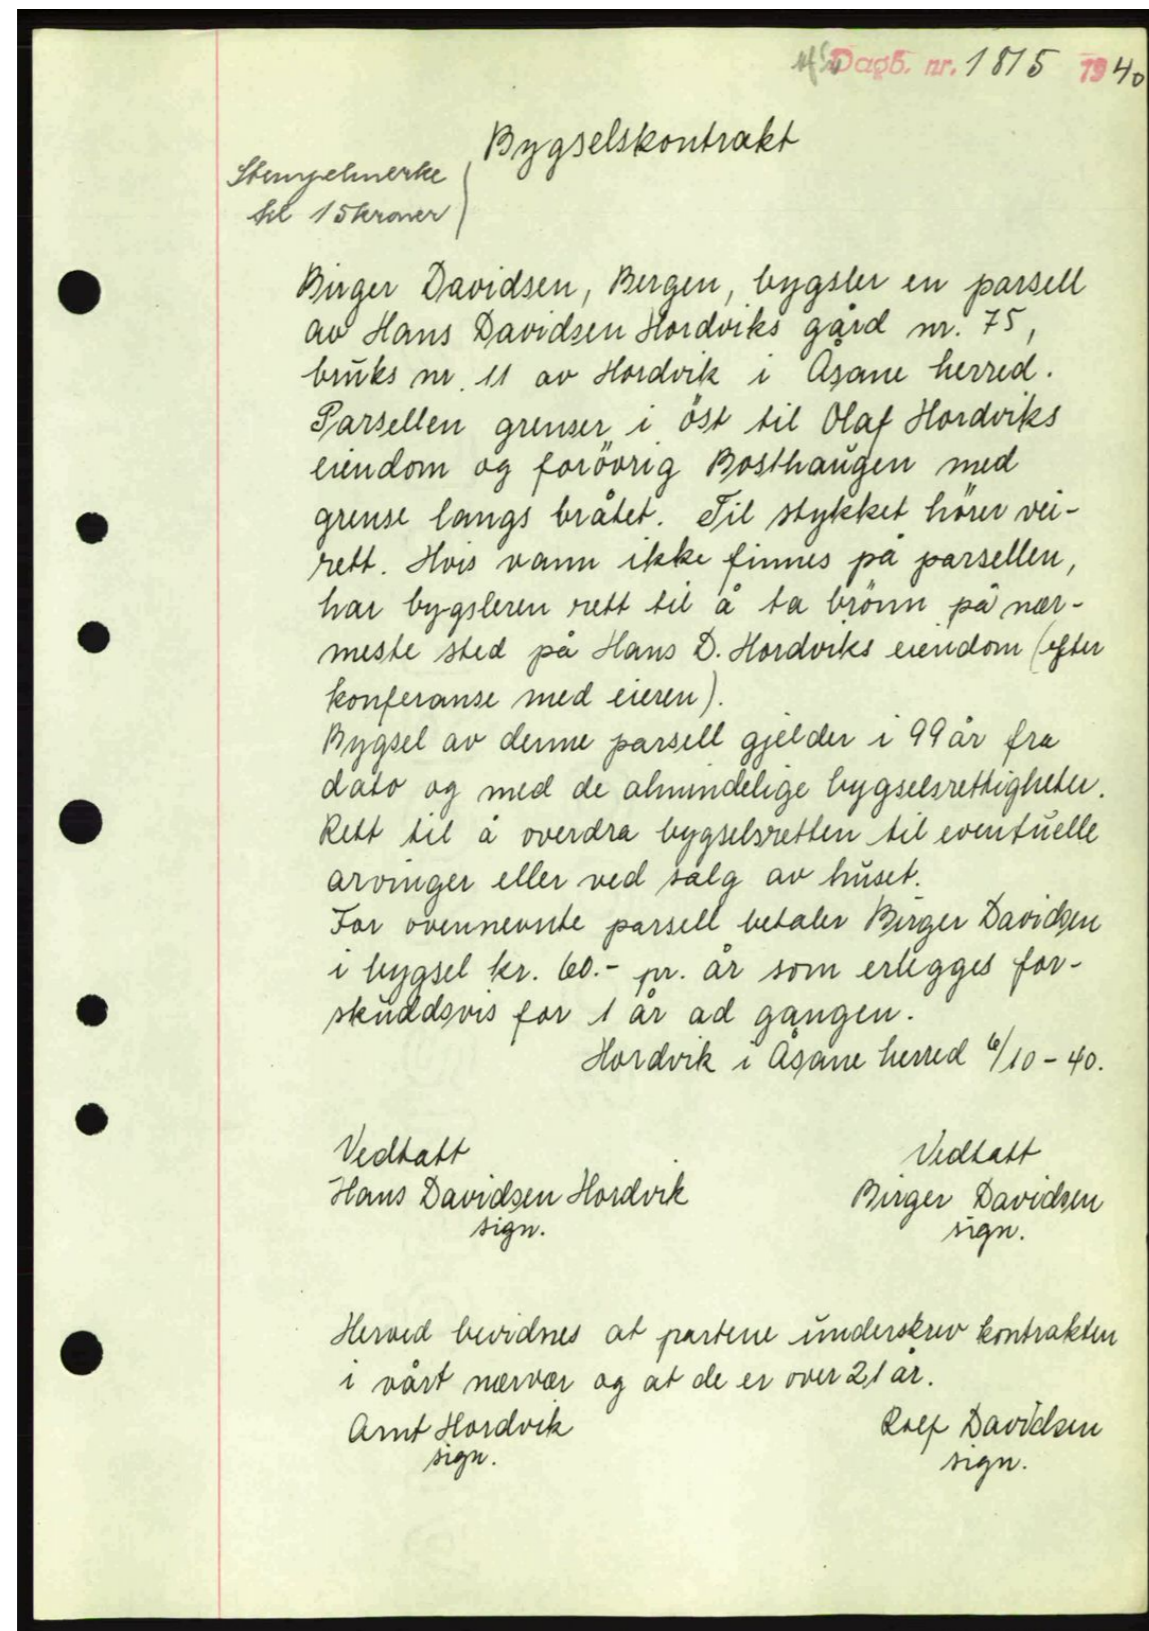 Dagb. nr. 1815 1940
Bygselskontrakt
Stempelmerke
kr 15 kroner
Birger Davidsen, Bergen, bygsler en parsell
av Hans Davidsen Hordviks gård nr. 75,
bruks nr. 11 av Hordvik i Åsane herred.
Parsellen grenser i öst til Olaf Hordviks
eiendom og forövrig Bosthaugen med
grense langs bråtet. Til stykket hörer vei-
rett. Hvis vann ikke finnes på parsellen,
har bygsleren rett til å ta brönn på nær-
meste sted på Hans D. Hordviks eiendom (efter
konferanse med eieren).
Bygsel av denne parsell gjelder i 99 år fra
dato og med de almindelige bygselsrettigheter.
Rett til å overdra bygselsretten til eventuelle
arvinger eller ved salg av huset.
For ovennevnte parsell betaler Birger Davidsen
i bygsel kr. 60.- pr. år som erlegges for-
skuddsvis for 1 år ad gangen.
Hordvik i Åsane herred 6/10 - 40.
Vedtatt Vedtatt
Hans Davidsen Hordvik Birger Davidsen
sign. sign.
Herved bevidnes at partene underskrev kontrakten
i vårt nærvær og at de er over 21 år.
Arnt Hordvik Rolf Davidsen
sign. sign.